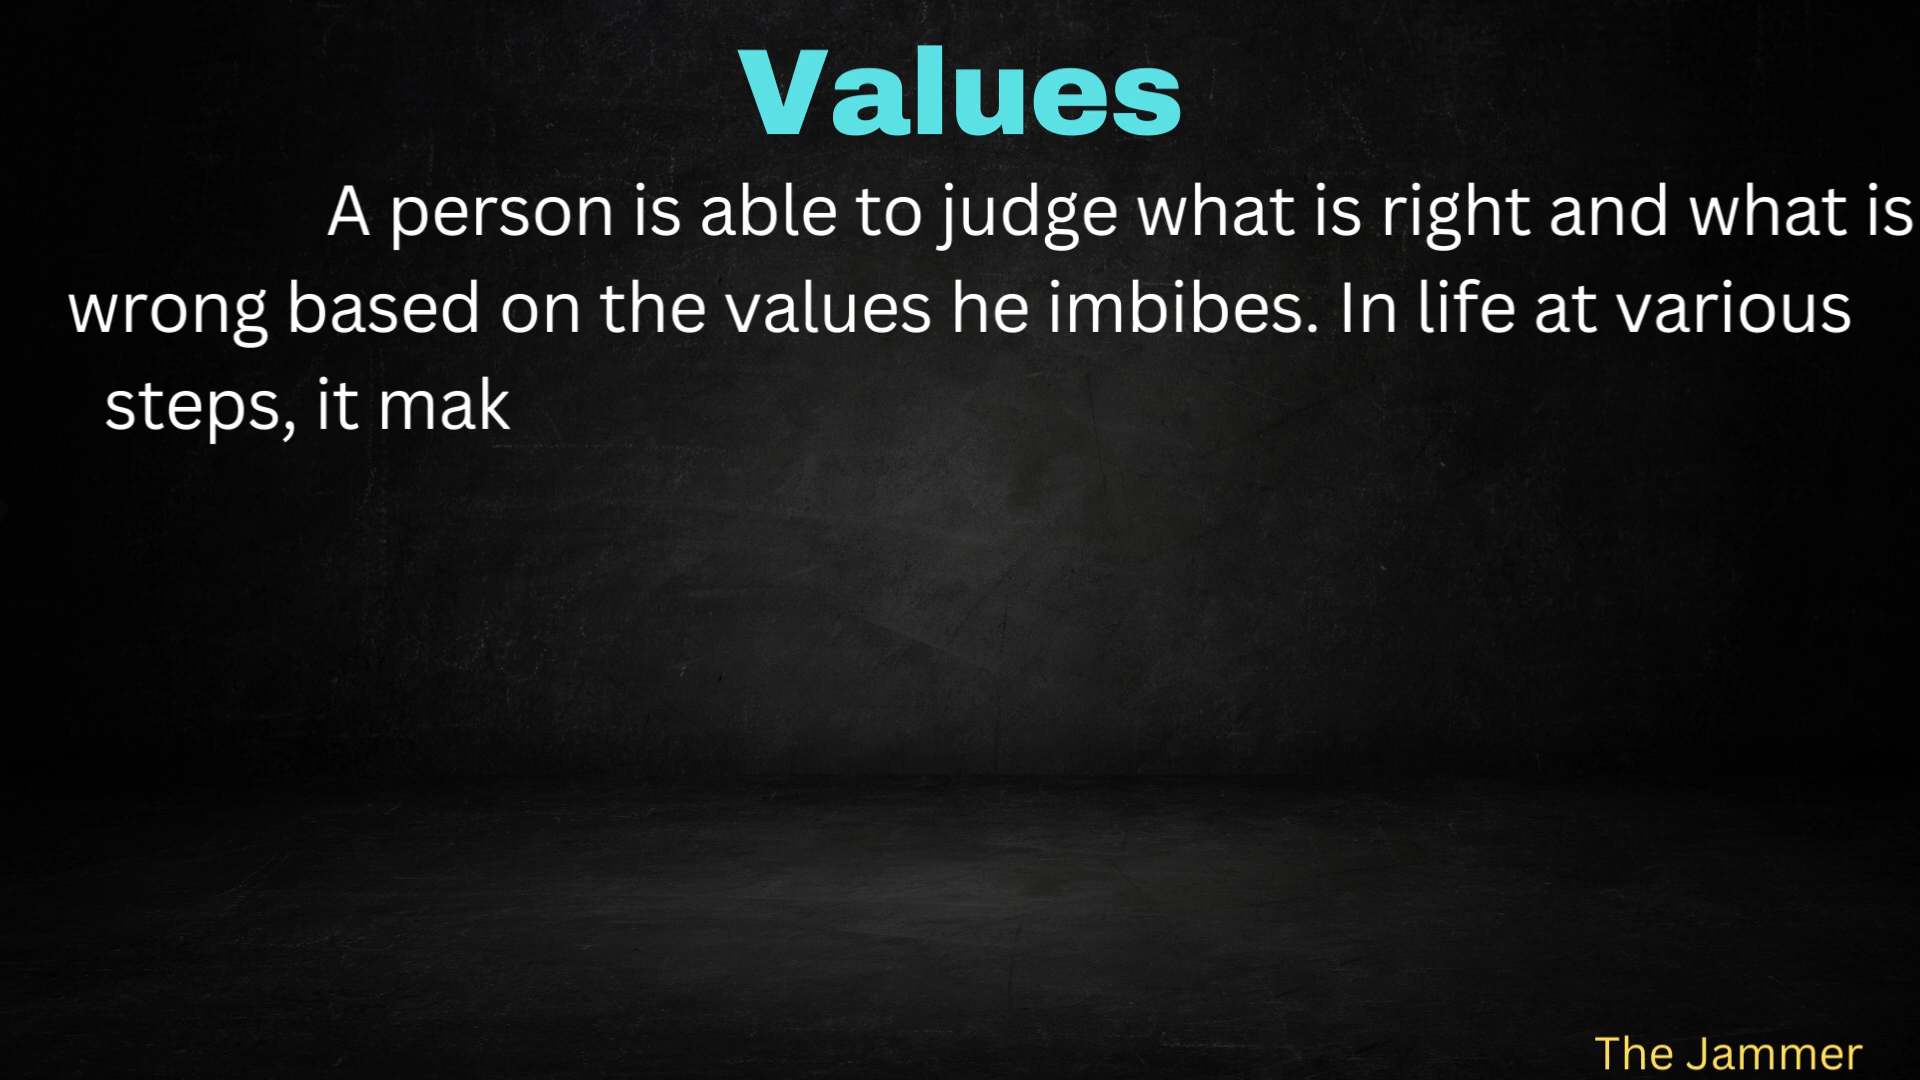 Values
A person is able to judge what is right and what is
wrong based on the values he imbibes. In life at various
steps, it mak
The Jammer